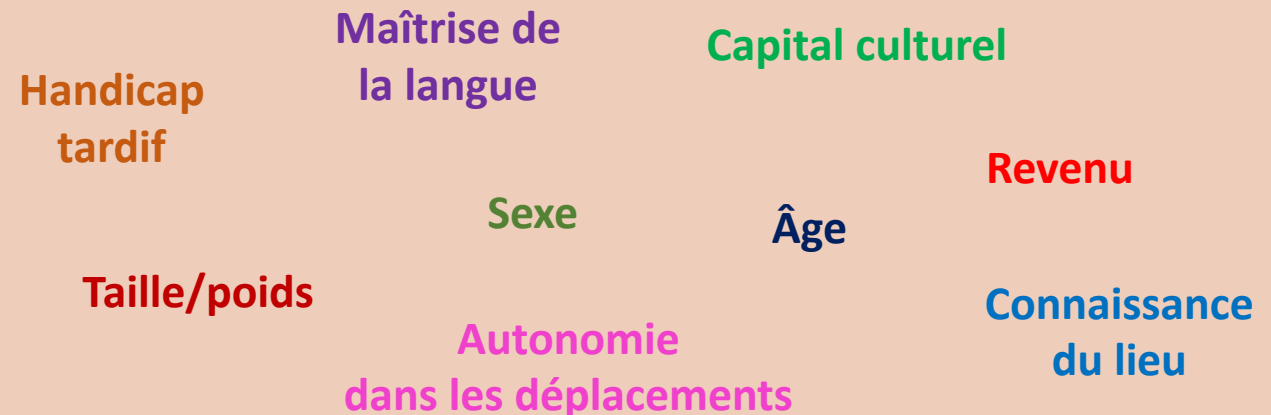 Maîtrise de
la langue
Capital culturel
Handicap
tardif
Revenu
Sexe
Âge
Taille/poids
Connaissance
du lieu
Autonomie
dans les déplacements